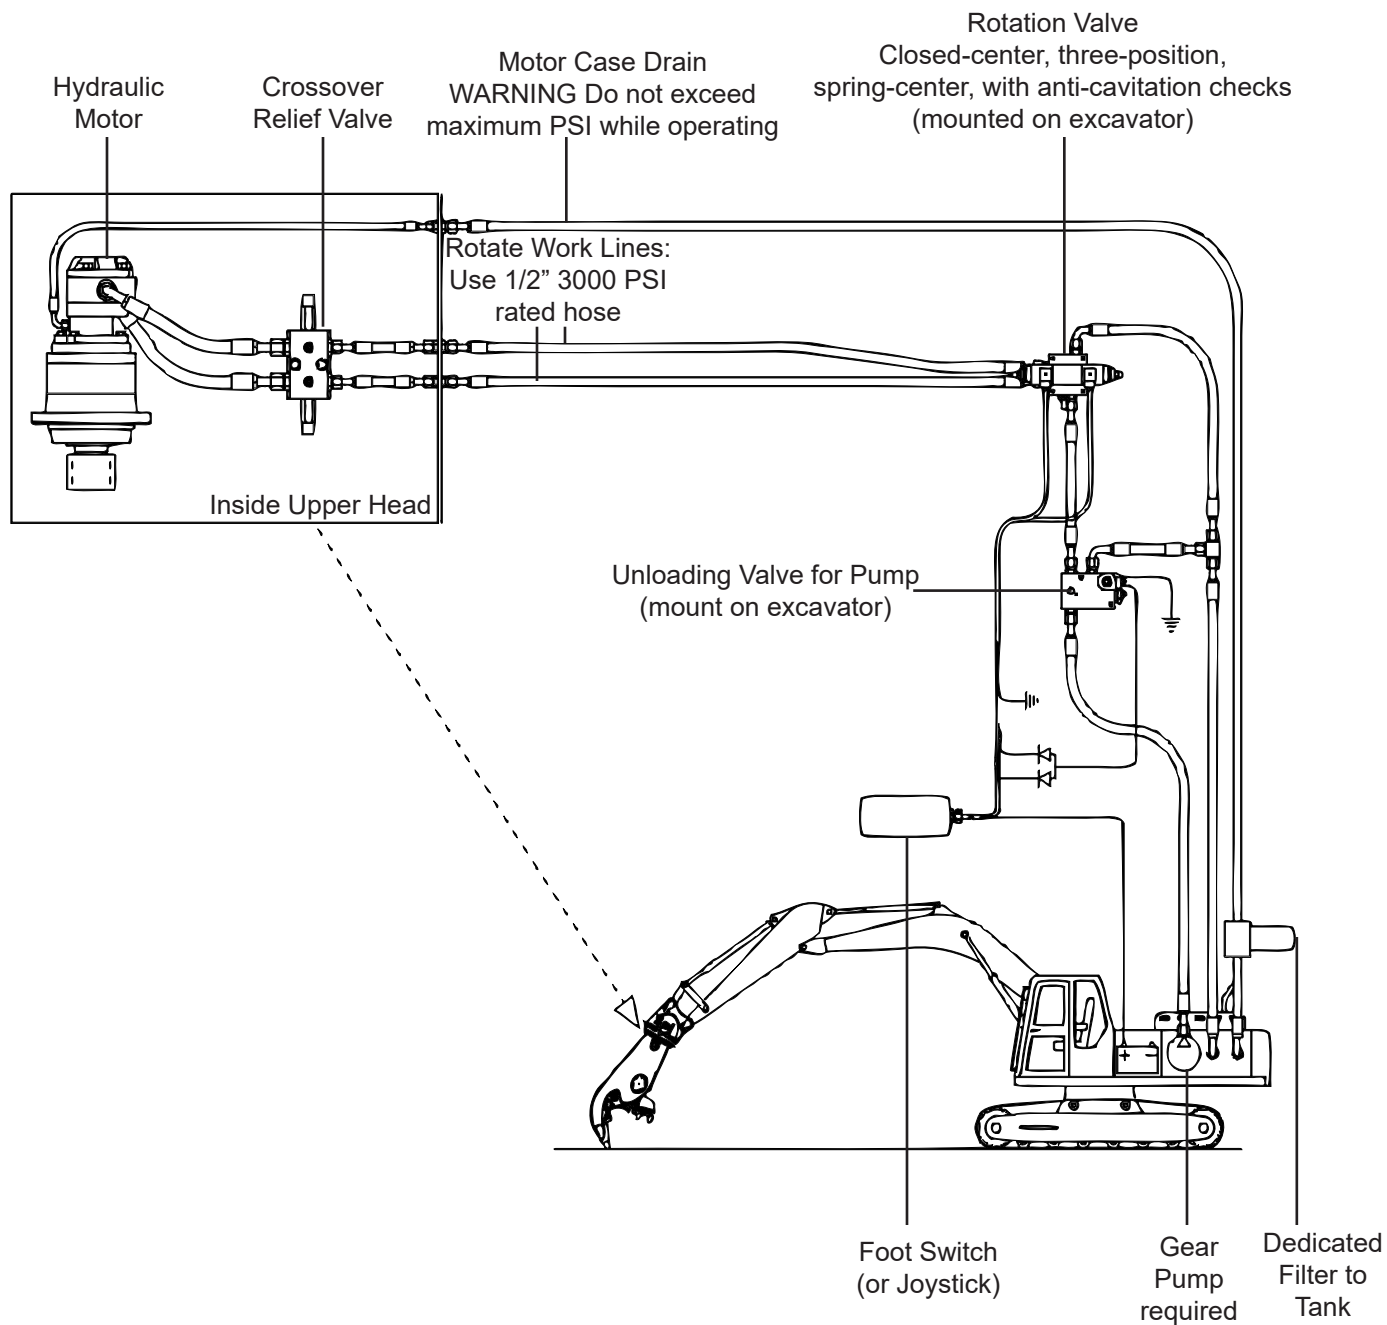 Rotation Valve
Closed-center, three-position,
spring-center, with anti-cavitation checks
(mounted on excavator)
Motor Case Drain
WARNING Do not exceed
maximum PSI while operating
Hydraulic
Motor
Crossover
Relief Valve
Rotate Work Lines:
Use 1/2” 3000 PSI
rated hose
Inside Upper Head
Unloading Valve for Pump
(mount on excavator)
Foot Switch
(or Joystick)
Gear
Pump
required
Dedicated
Filter to
Tank